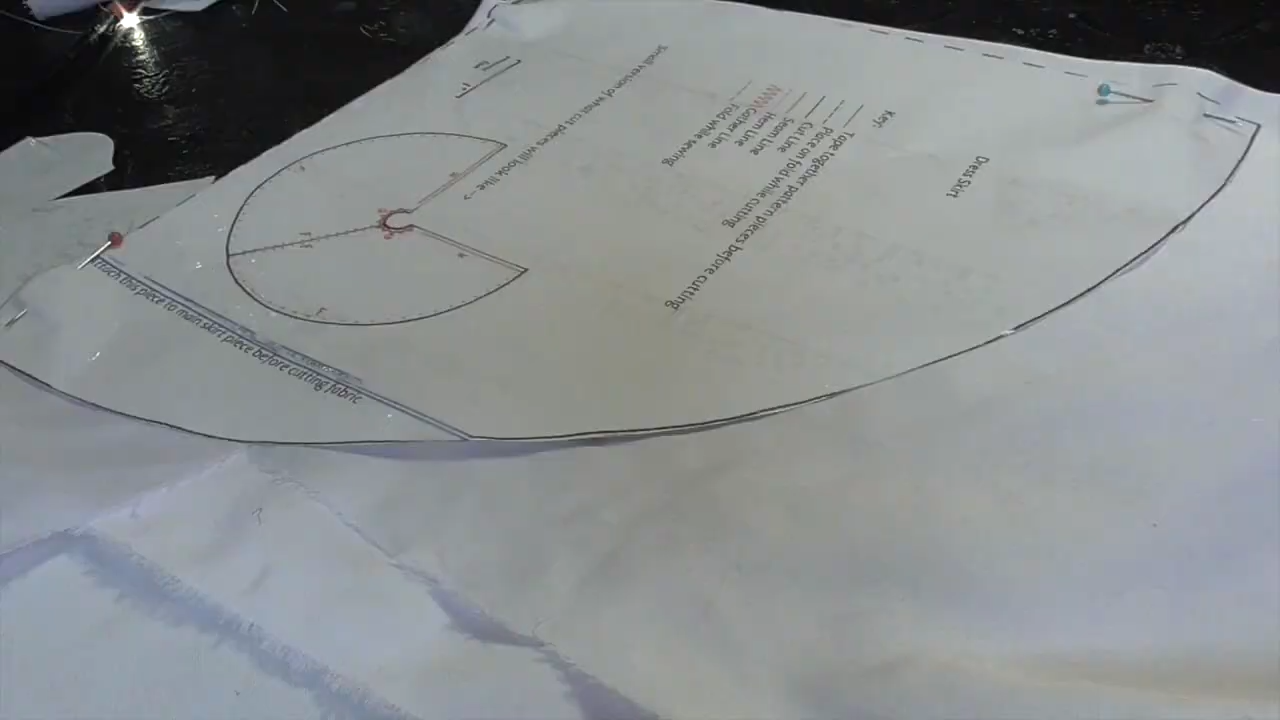 Dress Skirt
Key:
Tape together pattern pieces before cutting
Place on fold while cutting
Cut Line
Seam Line
Hem Line
Gather Line
Fold while sewing
Small version of what cut pieces will look like -->
Attach this piece to main skirt piece before cutting fabric